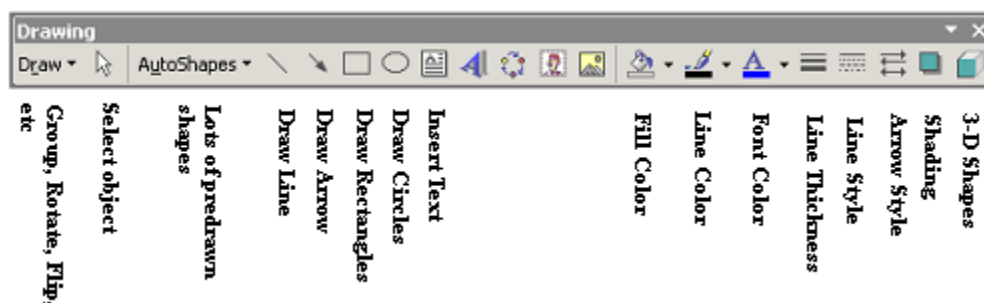 Drawing
Draw
AutoShapes
A
A
Group, Rotate, Flip,
etc
Select object
Lots of predrawn
shapes
Draw Line
Draw Arrow
Draw Rectangles
Draw Circles
Insert Text
Fill Color
Line Color
Font Color
Line Thickness
Line Style
Arrow Style
Shading
3-D Shapes